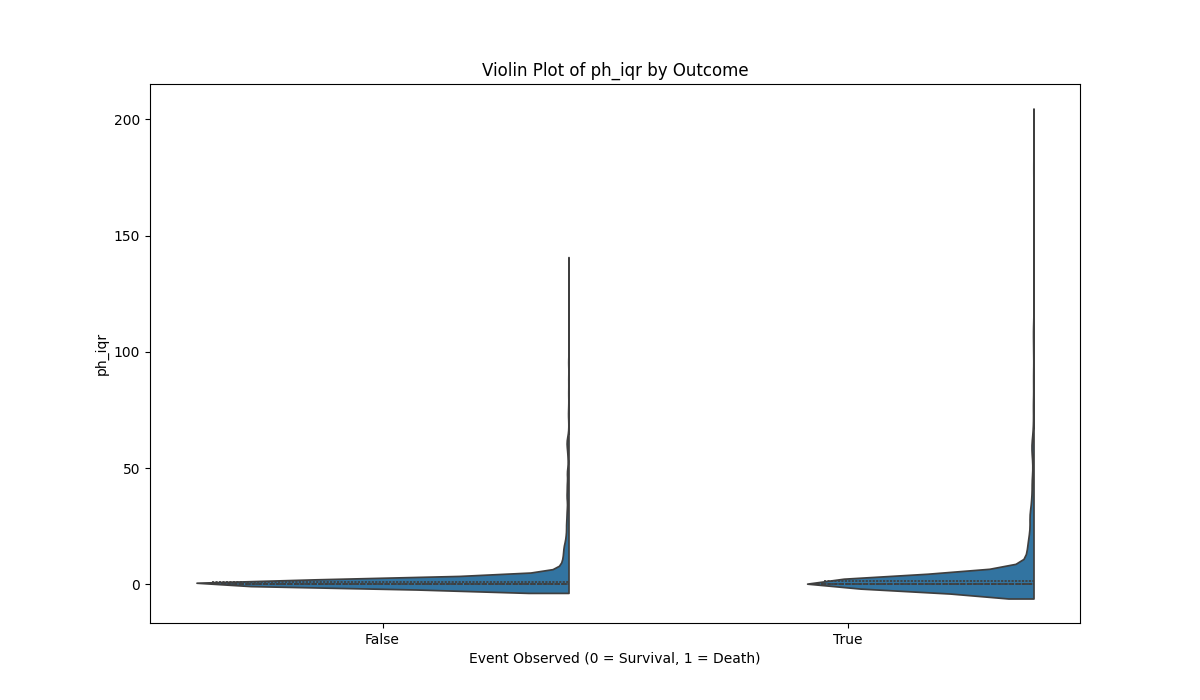 Violin Plot of ph_iqr by Outcome
200
150
100
50
0
ph_iqr
False
True
Event Observed (0 = Survival, 1 = Death)